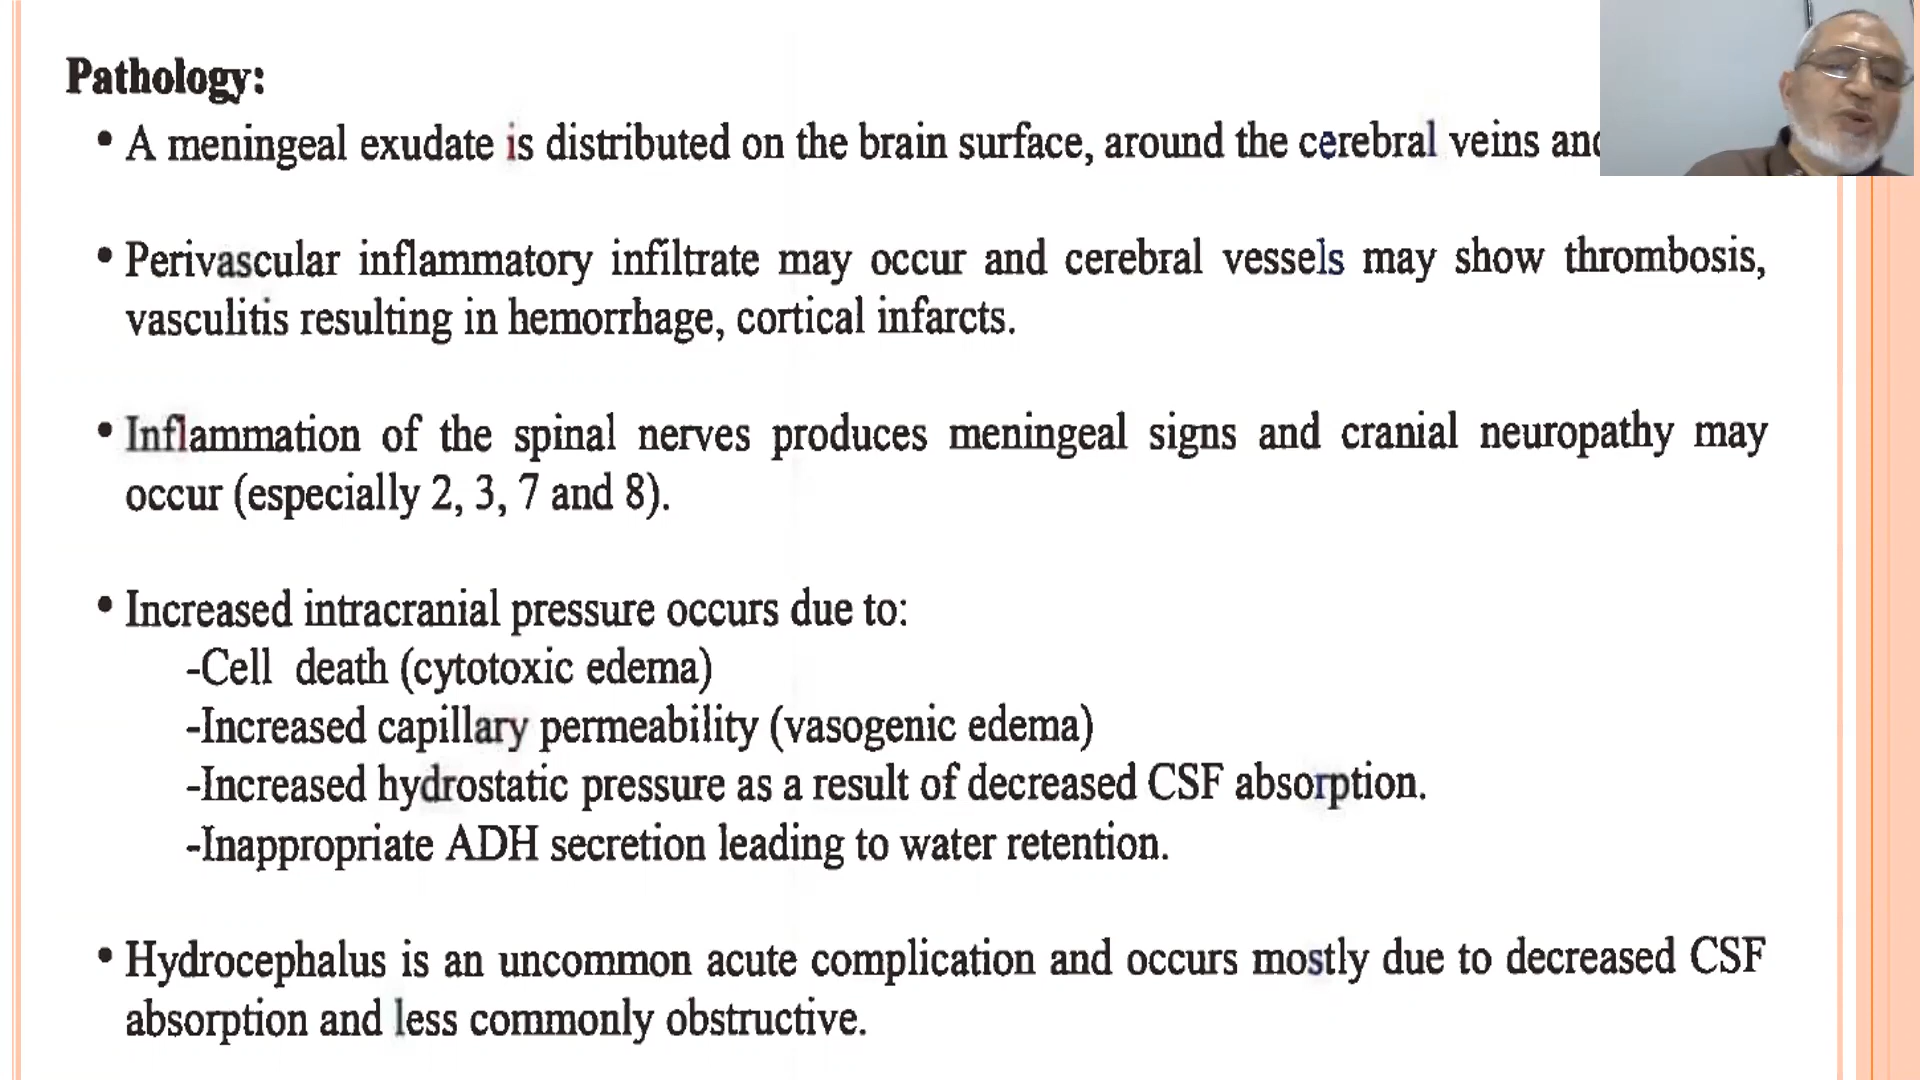 Pathology:
• A meningeal exudate is distributed on the brain surface, around the cerebral veins
• Perivascular inflammatory infiltrate may occur and cerebral vessels may show thrombosis,
vasculitis resulting in hemorrhage, cortical infarcts.
• Inflammation of the spinal nerves produces meningeal signs and cranial neuropathy may
occur (especially 2, 3, 7 and 8).
• Increased intracranial pressure occurs due to:
-Cell death (cytotoxic edema)
-Increased capillary permeability (vasogenic edema)
-Increased hydrostatic pressure as a result of decreased CSF absorption.
-Inappropriate ADH secretion leading to water retention.
• Hydrocephalus is an uncommon acute complication and occurs mostly due to decreased CSF
absorption and less commonly obstructive.